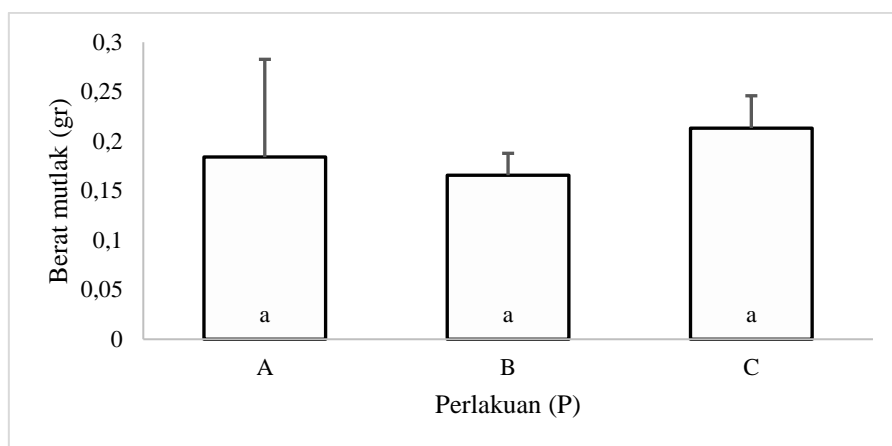 Berat mutlak (gr)
0,3
0,25
0,2
0,15
0,1
0,05
0
a a a
A B C
Perlakuan (P)